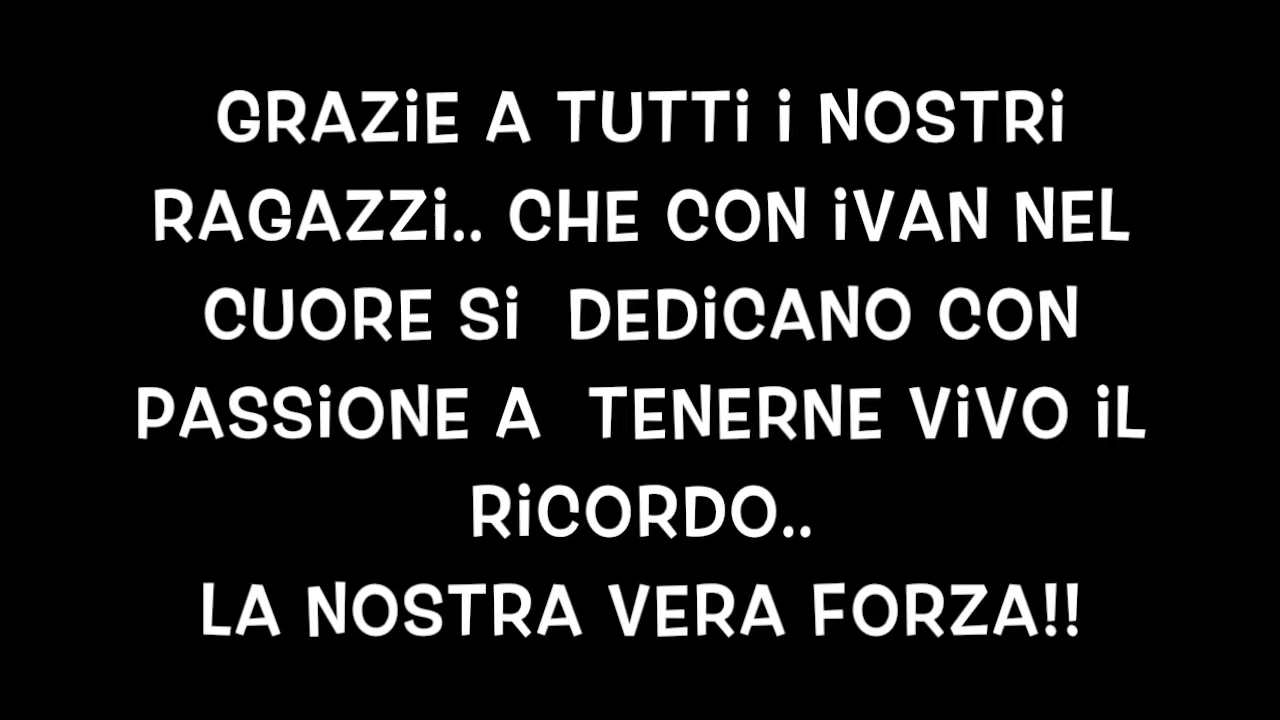 GRAZiE A TUTTi i NOSTRi
RAGAZZi.. CHE CON iVAN NEL
CUORE Si  DEDiCANO CON
PASSiONE A  TENERNE ViVO iL
RiCORDO..
LA NOSTRA VERA FORZA!!